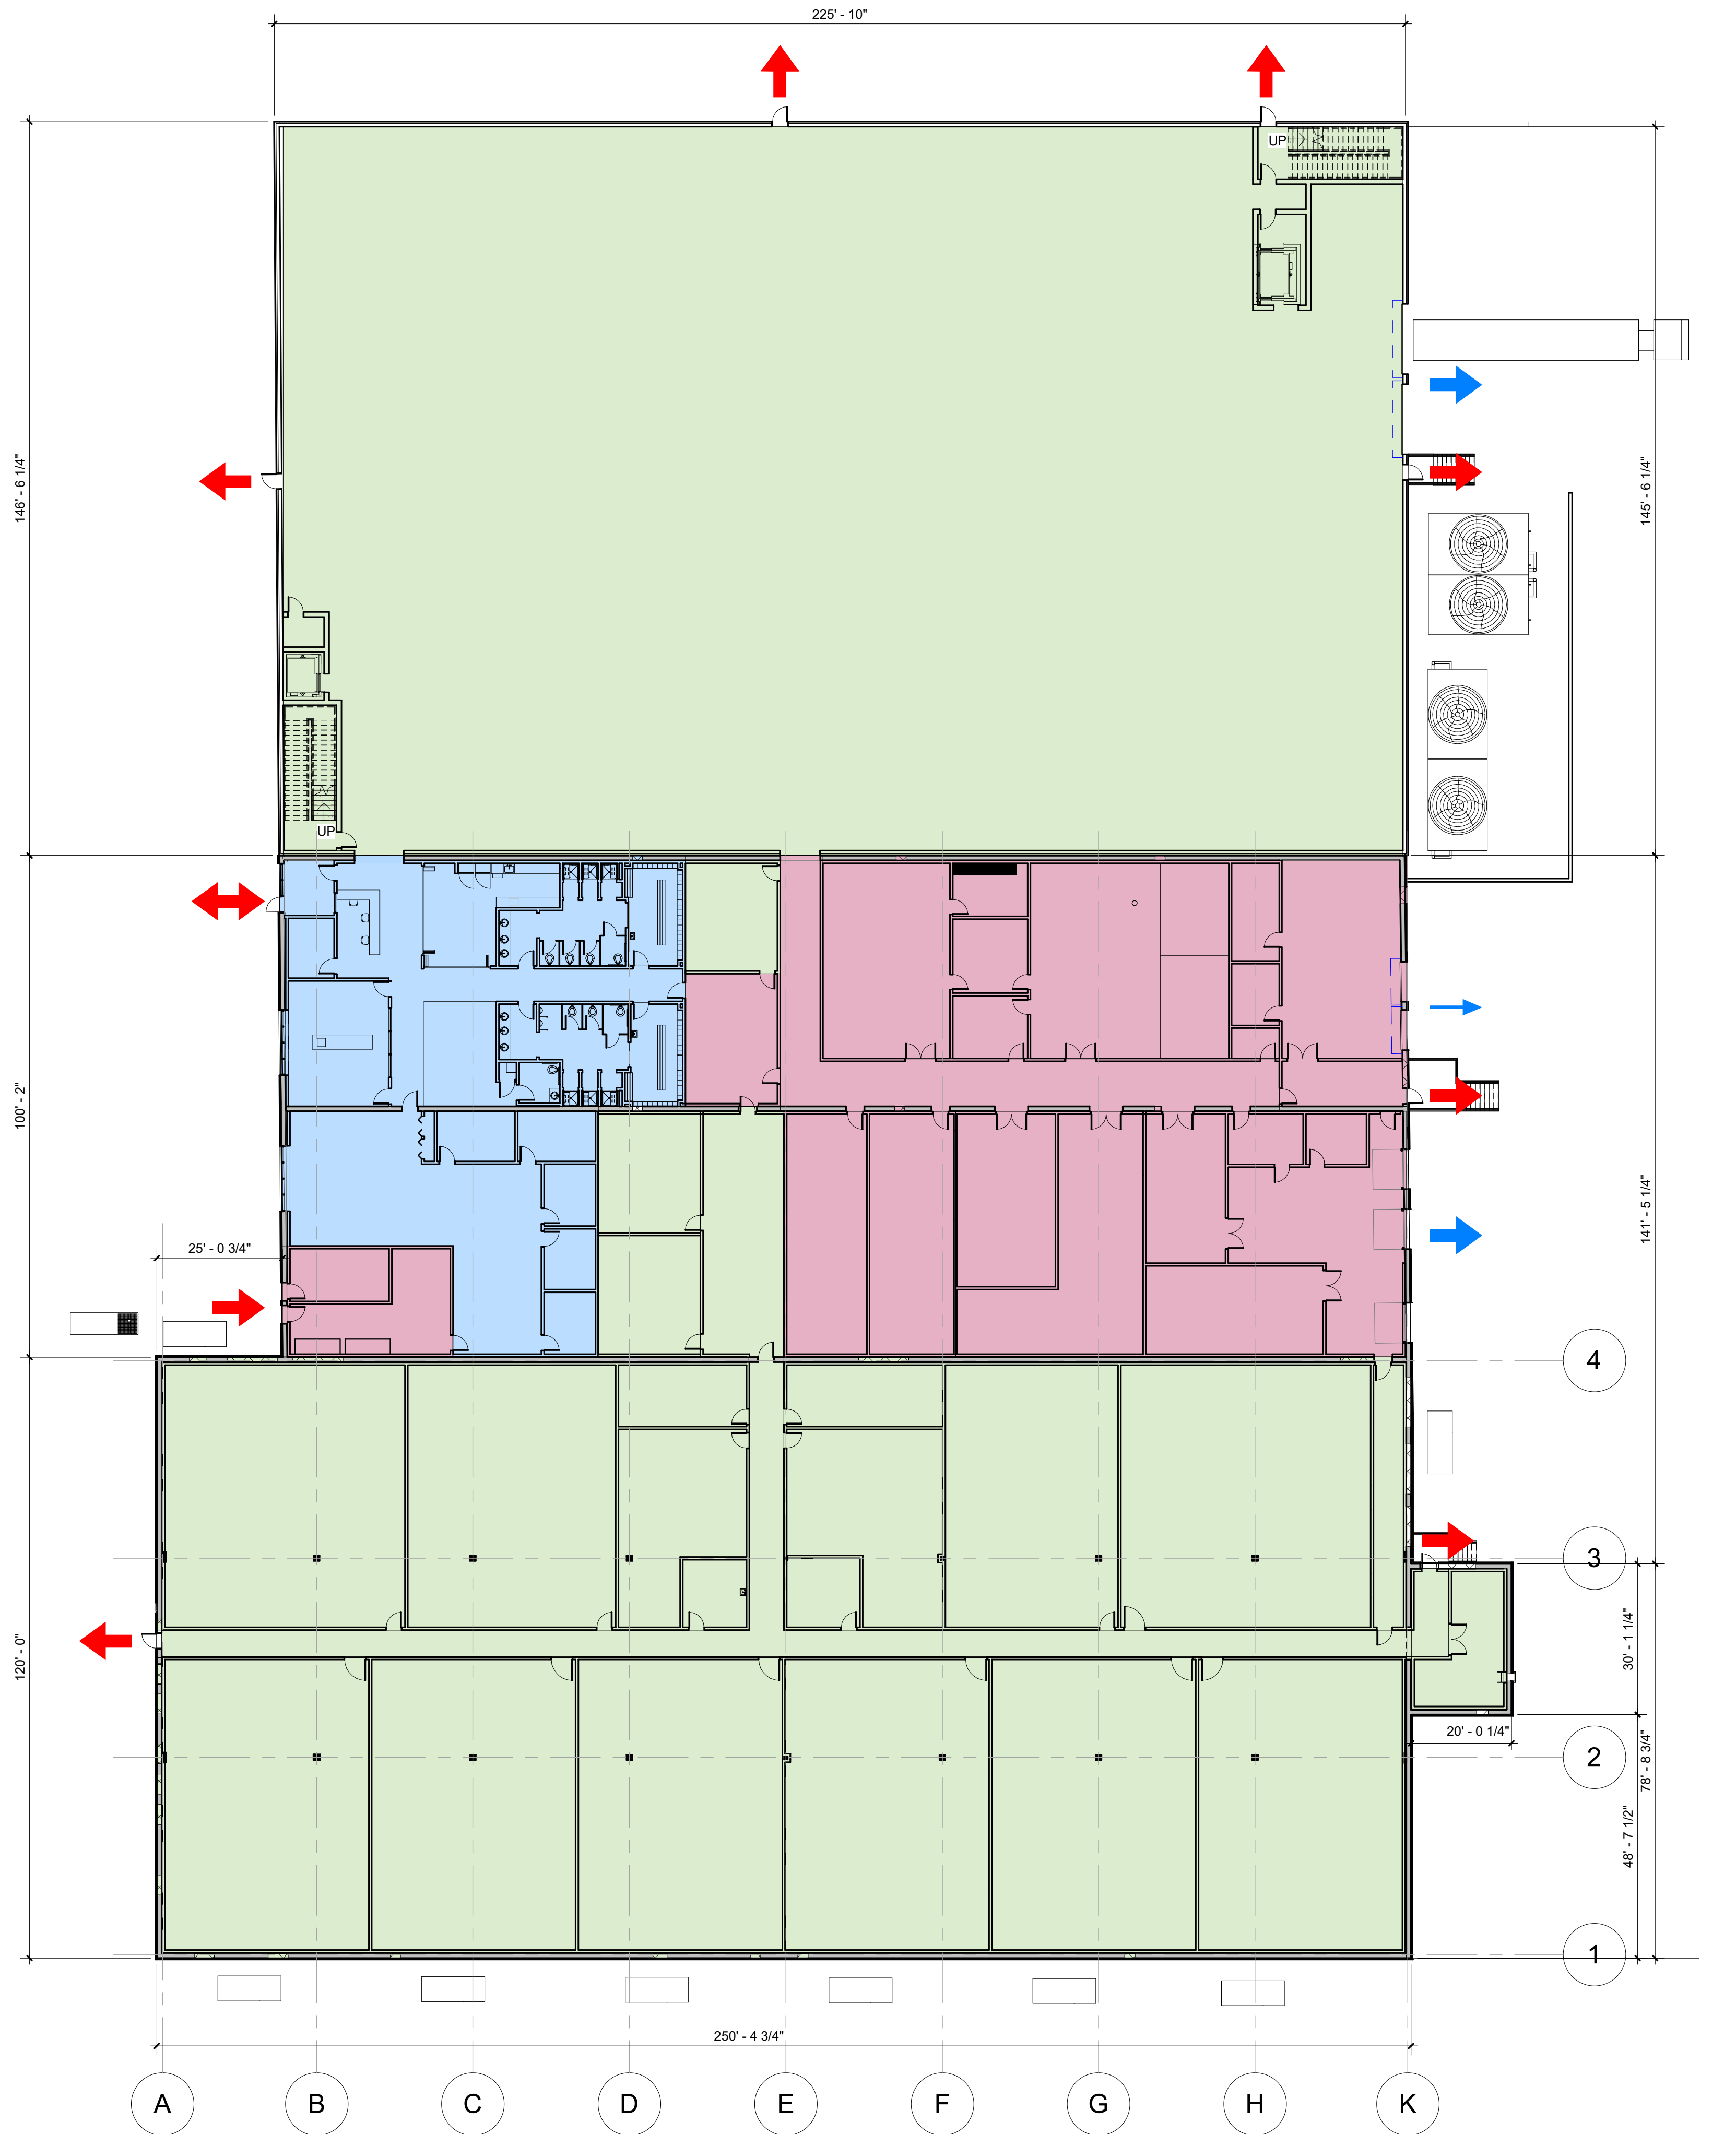 225' - 10"
UP
146' - 6 1/4"
145' - 6 1/4"
UP
100' - 2"
141' - 5 1/4"
25' - 0 3/4"
4
3
120' - 0"
30' - 1 1/4"
20' - 0 1/4"
2
78' - 8 3/4"
48' - 7 1/2"
1
250' - 4 3/4"
A B C D E F G H K